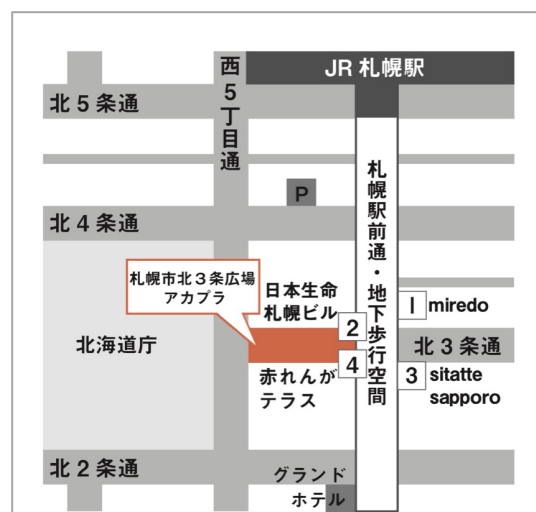 JR 札幌駅
西5丁目通
北5条通
札幌駅前通・地下歩行空間
P
北4条通
札幌市北3条広場
アカプラ
日本生命
札幌ビル
1
miredo
2
北海道庁
北3条通
4
3
sitatte
sapporo
赤れんが
テラス
北2条通
グランド
ホテル